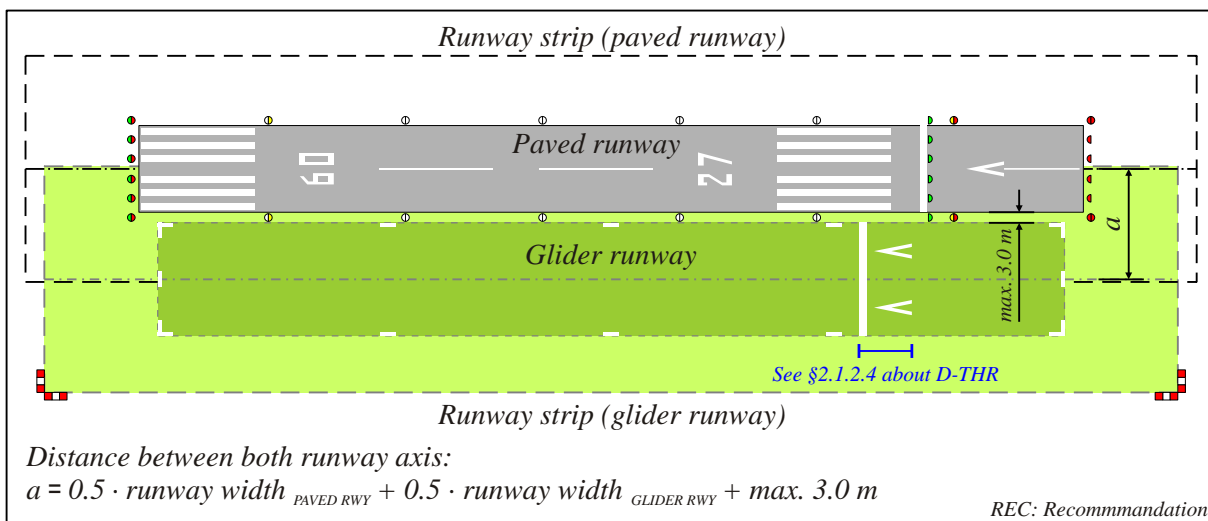 Runway strip (paved runway)
Paved runway
09
27
Glider runway
max. 3.0 m
a
See §2.1.2.4 about D-THR
Runway strip (glider runway)
Distance between both runway axis:
a = 0.5 · runway width PAVED RWY + 0.5 · runway width GLIDER RWY + max. 3.0 m
REC: Recommmandation